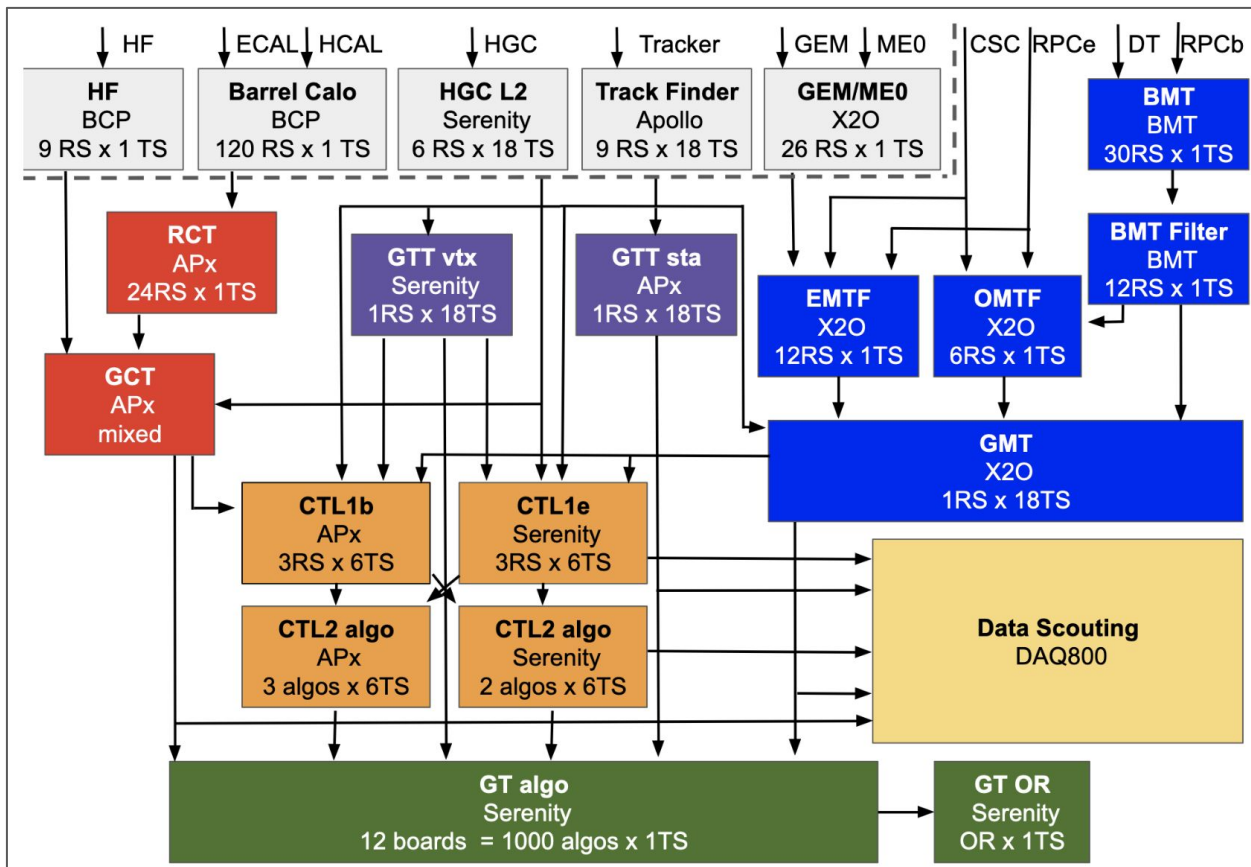 HF
ECAL
HCAL
HGC
Tracker
GEM
ME0
CSC
RPCe
DT
RPCb
HF
BCP
9 RS x 1 TS
Barrel Calo
BCP
120 RS x 1 TS
HGC L2
Serenity
6 RS x 18 TS
Track Finder
Apollo
9 RS x 18 TS
GEM/ME0
X2O
26 RS x 1 TS
BMT
BMT
30RS x 1TS
RCT
APx
24RS x 1TS
GTT vtx
Serenity
1RS x 18TS
GTT sta
APx
1RS x 18TS
EMTF
X2O
12RS x 1TS
OMTF
X2O
6RS x 1TS
BMT Filter
BMT
12RS x 1TS
GCT
APx
mixed
GMT
X2O
1RS x 18TS
CTL1b
APx
3RS x 6TS
CTL1e
Serenity
3RS x 6TS
CTL2 algo
APx
3 algos x 6TS
CTL2 algo
Serenity
2 algos x 6TS
Data Scouting
DAQ800
GT algo
Serenity
12 boards = 1000 algos x 1TS
GT OR
Serenity
OR x 1TS